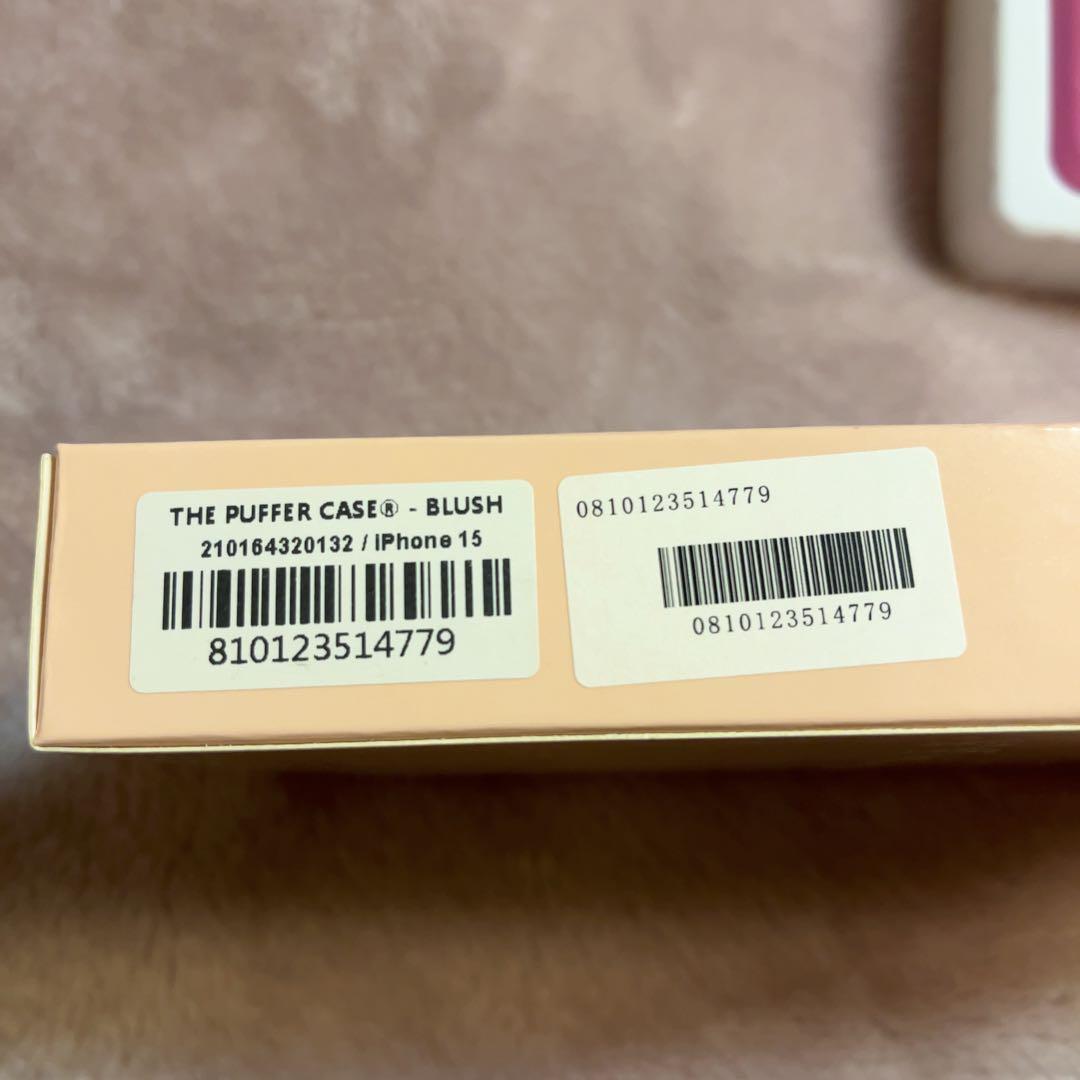 THE PUFFER CASE® - BLUSH
210164320132 / iPhone 15
810123514779
0810123514779
0810123514779